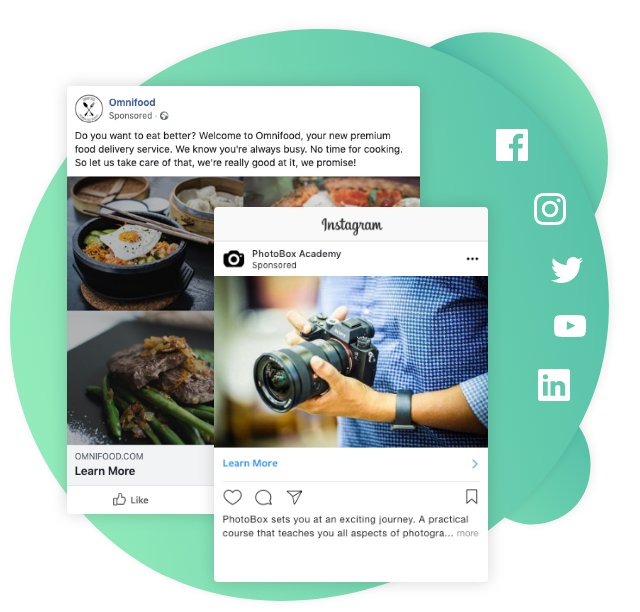 Omnifood
Sponsored ·
Do you want to eat better? Welcome to Omnifood, your new premium
food delivery service. We know you're always busy. No time for cooking.
So let us take care of that, we're really good at it, we promise!
OMNIFOOD.COM
Learn More
Like
Instagram
PhotoBox Academy
Sponsored
Learn More
PhotoBox sets you at an exciting journey. A practical
course that teaches you all aspects of photogra... more